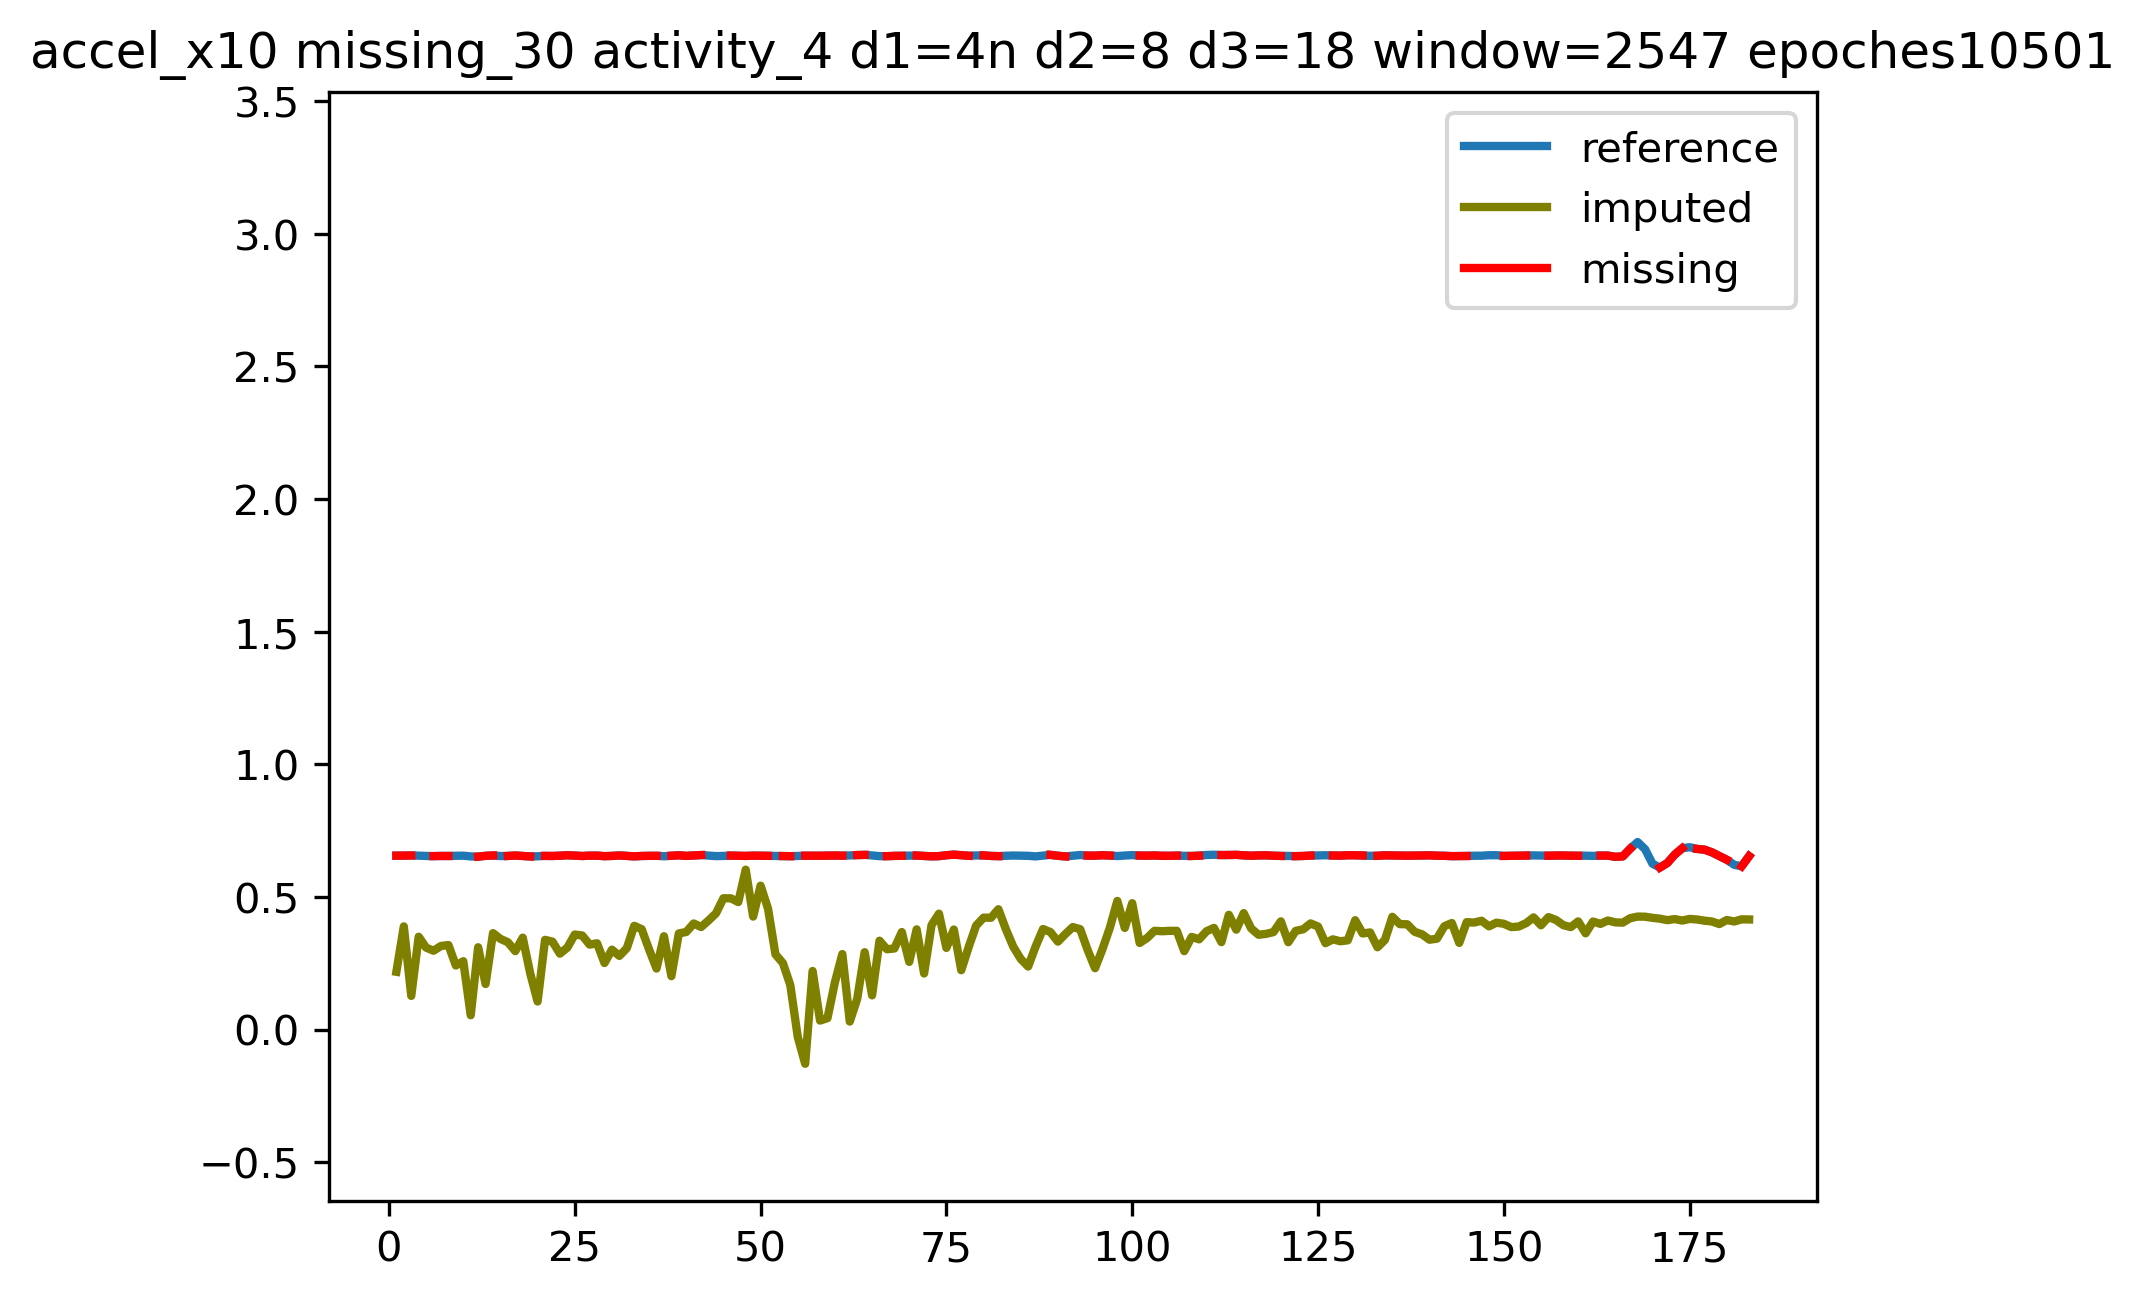 accel_x10 missing_30 activity_4 d1=4n d2=8 d3=18 window=2547 epoches10501
3.5
3.0
2.5
2.0
1.5
1.0
0.5
0.0
−0.5
reference
imputed
missing
0 25 50 75 100 125 150 175